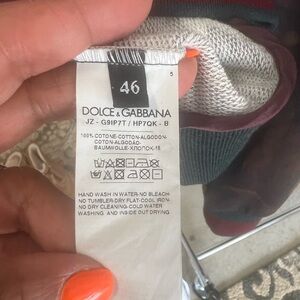 46
5
DOLCE & GABBANA
JZ - G9IP7T / HP7QK - B
100% COTONE-COTTON-ALGODON-
COTON-ALGODÃO-
BAUMWOLLE-ХЛОПОК-棉
HAND WASH IN WATER-NO BLEACH-
NO TUMBLER-DRY FLAT-COOL IRON-
NO DRY CLEANING-COLD WATER
WASHING, AND INSIDE OUT DRYING